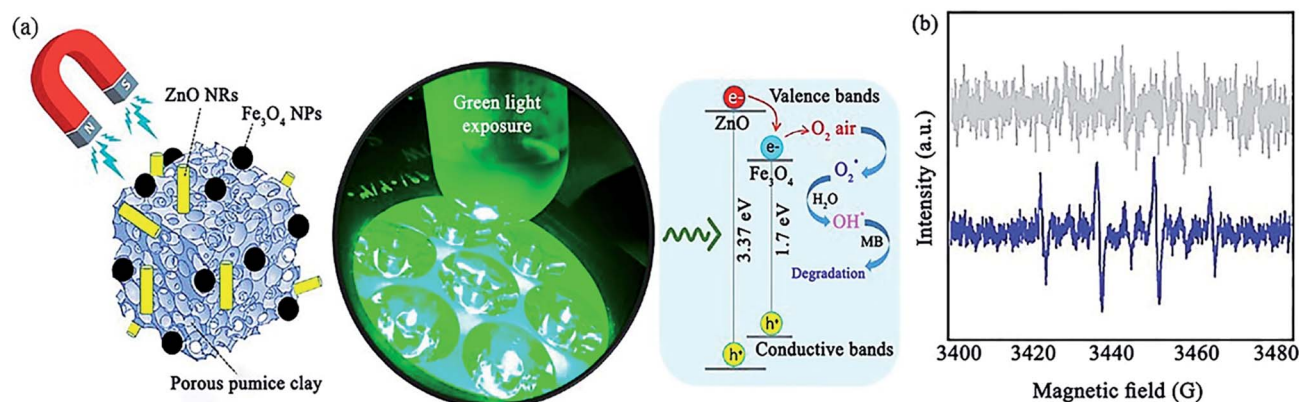 (a)
S
N
ZnO NRs
Fe₃O₄ NPs
Porous pumice clay
Green light
exposure
e-
Valence bands
ZnO
e-
O₂ air
Fe₃O₄
O₂•
H₂O
OH•
MB
Degradation
3.37 eV
1.7 eV
h•
h•
Conductive bands
(b)
Intensity (a.u.)
3400 3420 3440 3460 3480
Magnetic field (G)